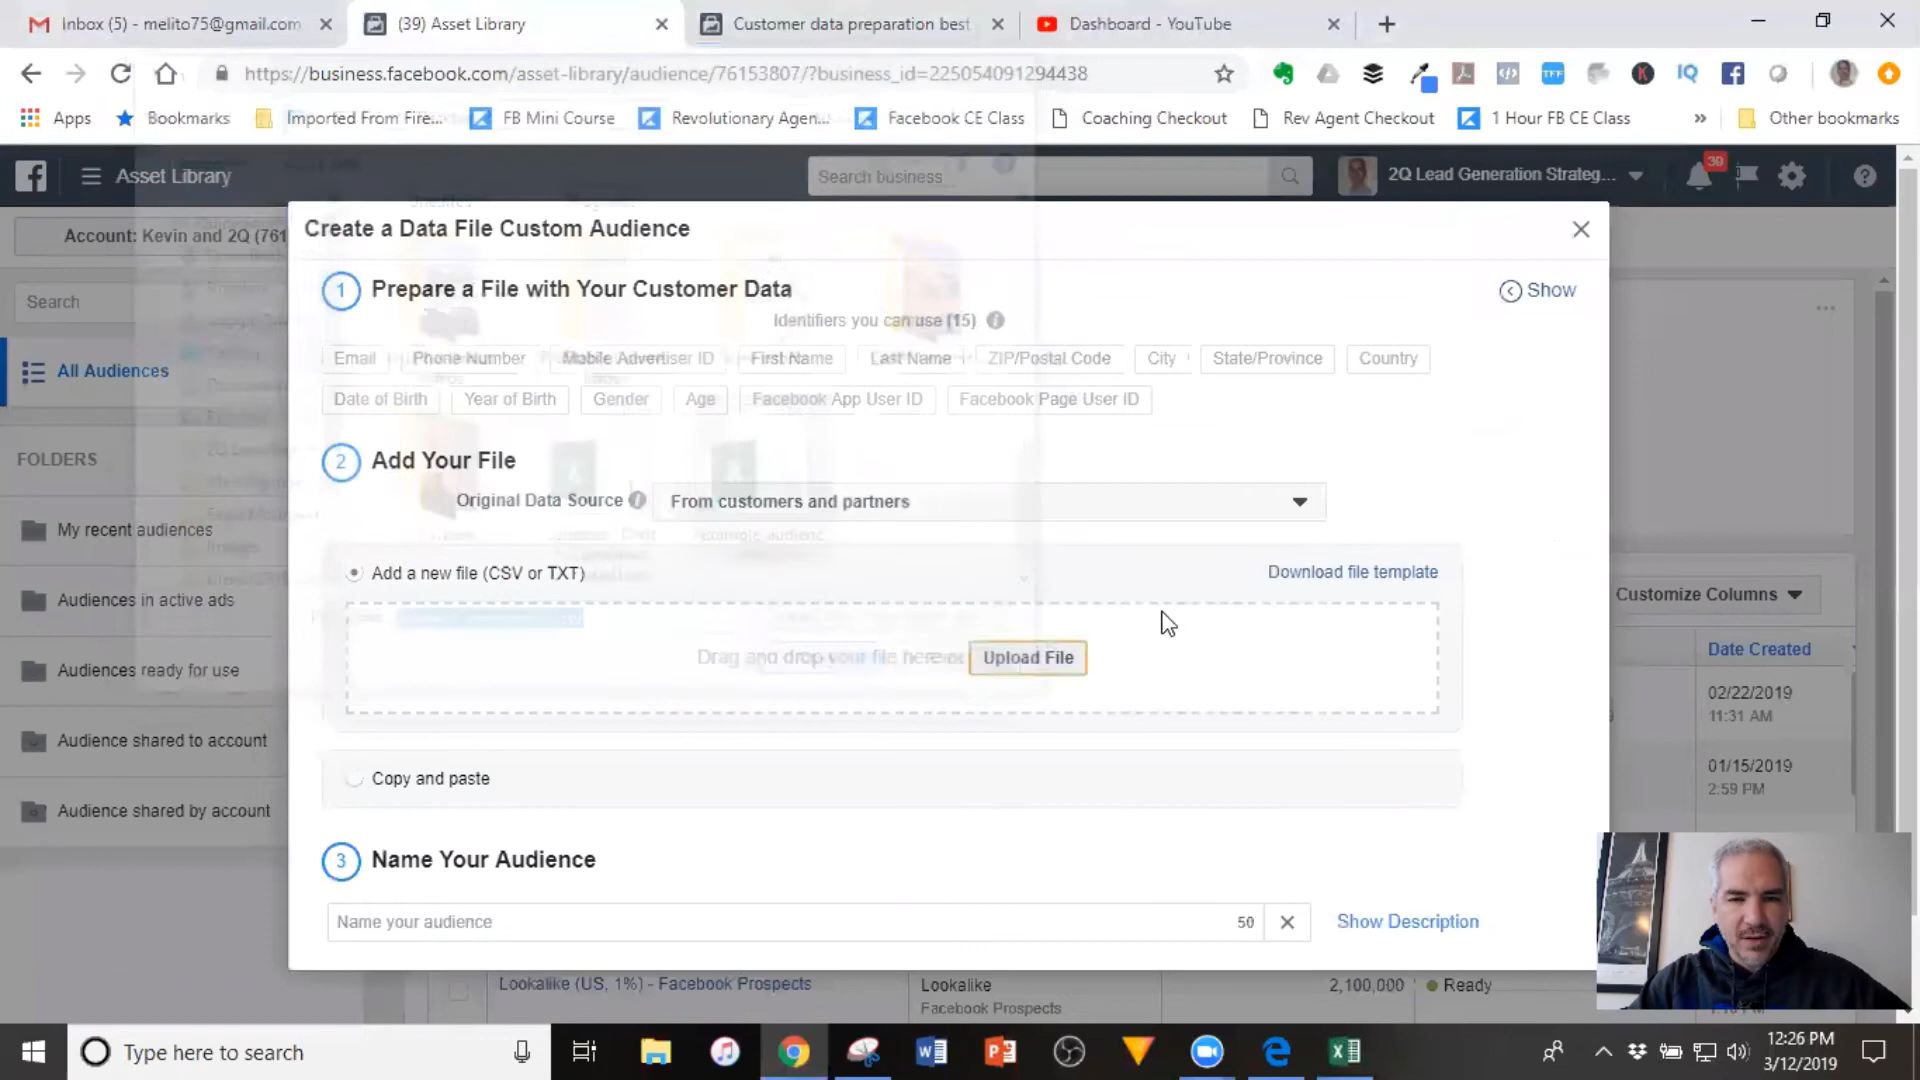 Inbox (5) - melito75@gmail.com
(39) Asset Library
Customer data preparation best
Dashboard - YouTube
https://business.facebook.com/asset-library/audience/76153807/?business_id=225054091294438
Apps
Bookmarks
Imported From Fire...
FB Mini Course
Revolutionary Agen...
Facebook CE Class
Coaching Checkout
Rev Agent Checkout
1 Hour FB CE Class
Other bookmarks
Asset Library
Search business
2Q Lead Generation Strateg...
39
Account: Kevin and 2Q (761
Search
All Audiences
FOLDERS
My recent audiences
Audiences in active ads
Audiences ready for use
Audience shared to account
Audience shared by account
Create a Data File Custom Audience
1 Prepare a File with Your Customer Data
Show
Identifiers you can use (15)
Email Phone Number Mobile Advertiser ID First Name Last Name ZIP/Postal Code City State/Province Country
Date of Birth Year of Birth Gender Age Facebook App User ID Facebook Page User ID
2 Add Your File
Original Data Source From customers and partners
Add a new file (CSV or TXT)
Download file template
Drag and drop your file here or Upload File
Copy and paste
3 Name Your Audience
Name your audience 50
Show Description
Customize Columns
Date Created
02/22/2019
11:31 AM
01/15/2019
2:59 PM
Lookalike (US, 1%) - Facebook Prospects
Lookalike
Facebook Prospects
2,100,000
Ready
Type here to search
12:26 PM
3/12/2019